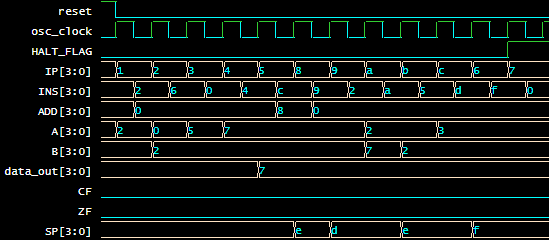 reset
osc_clock
HALT_FLAG
IP[3:0] 1 2 3 4 5 8 9 a b c 6 7
INS[3:0] 2 6 0 4 c 9 2 a 5 d f 0
ADD[3:0] 0 8 0
A[3:0] 2 0 5 7 2 3
B[3:0] 2 7 2
data_out[3:0] 7
CF
ZF
SP[3:0] e d e f